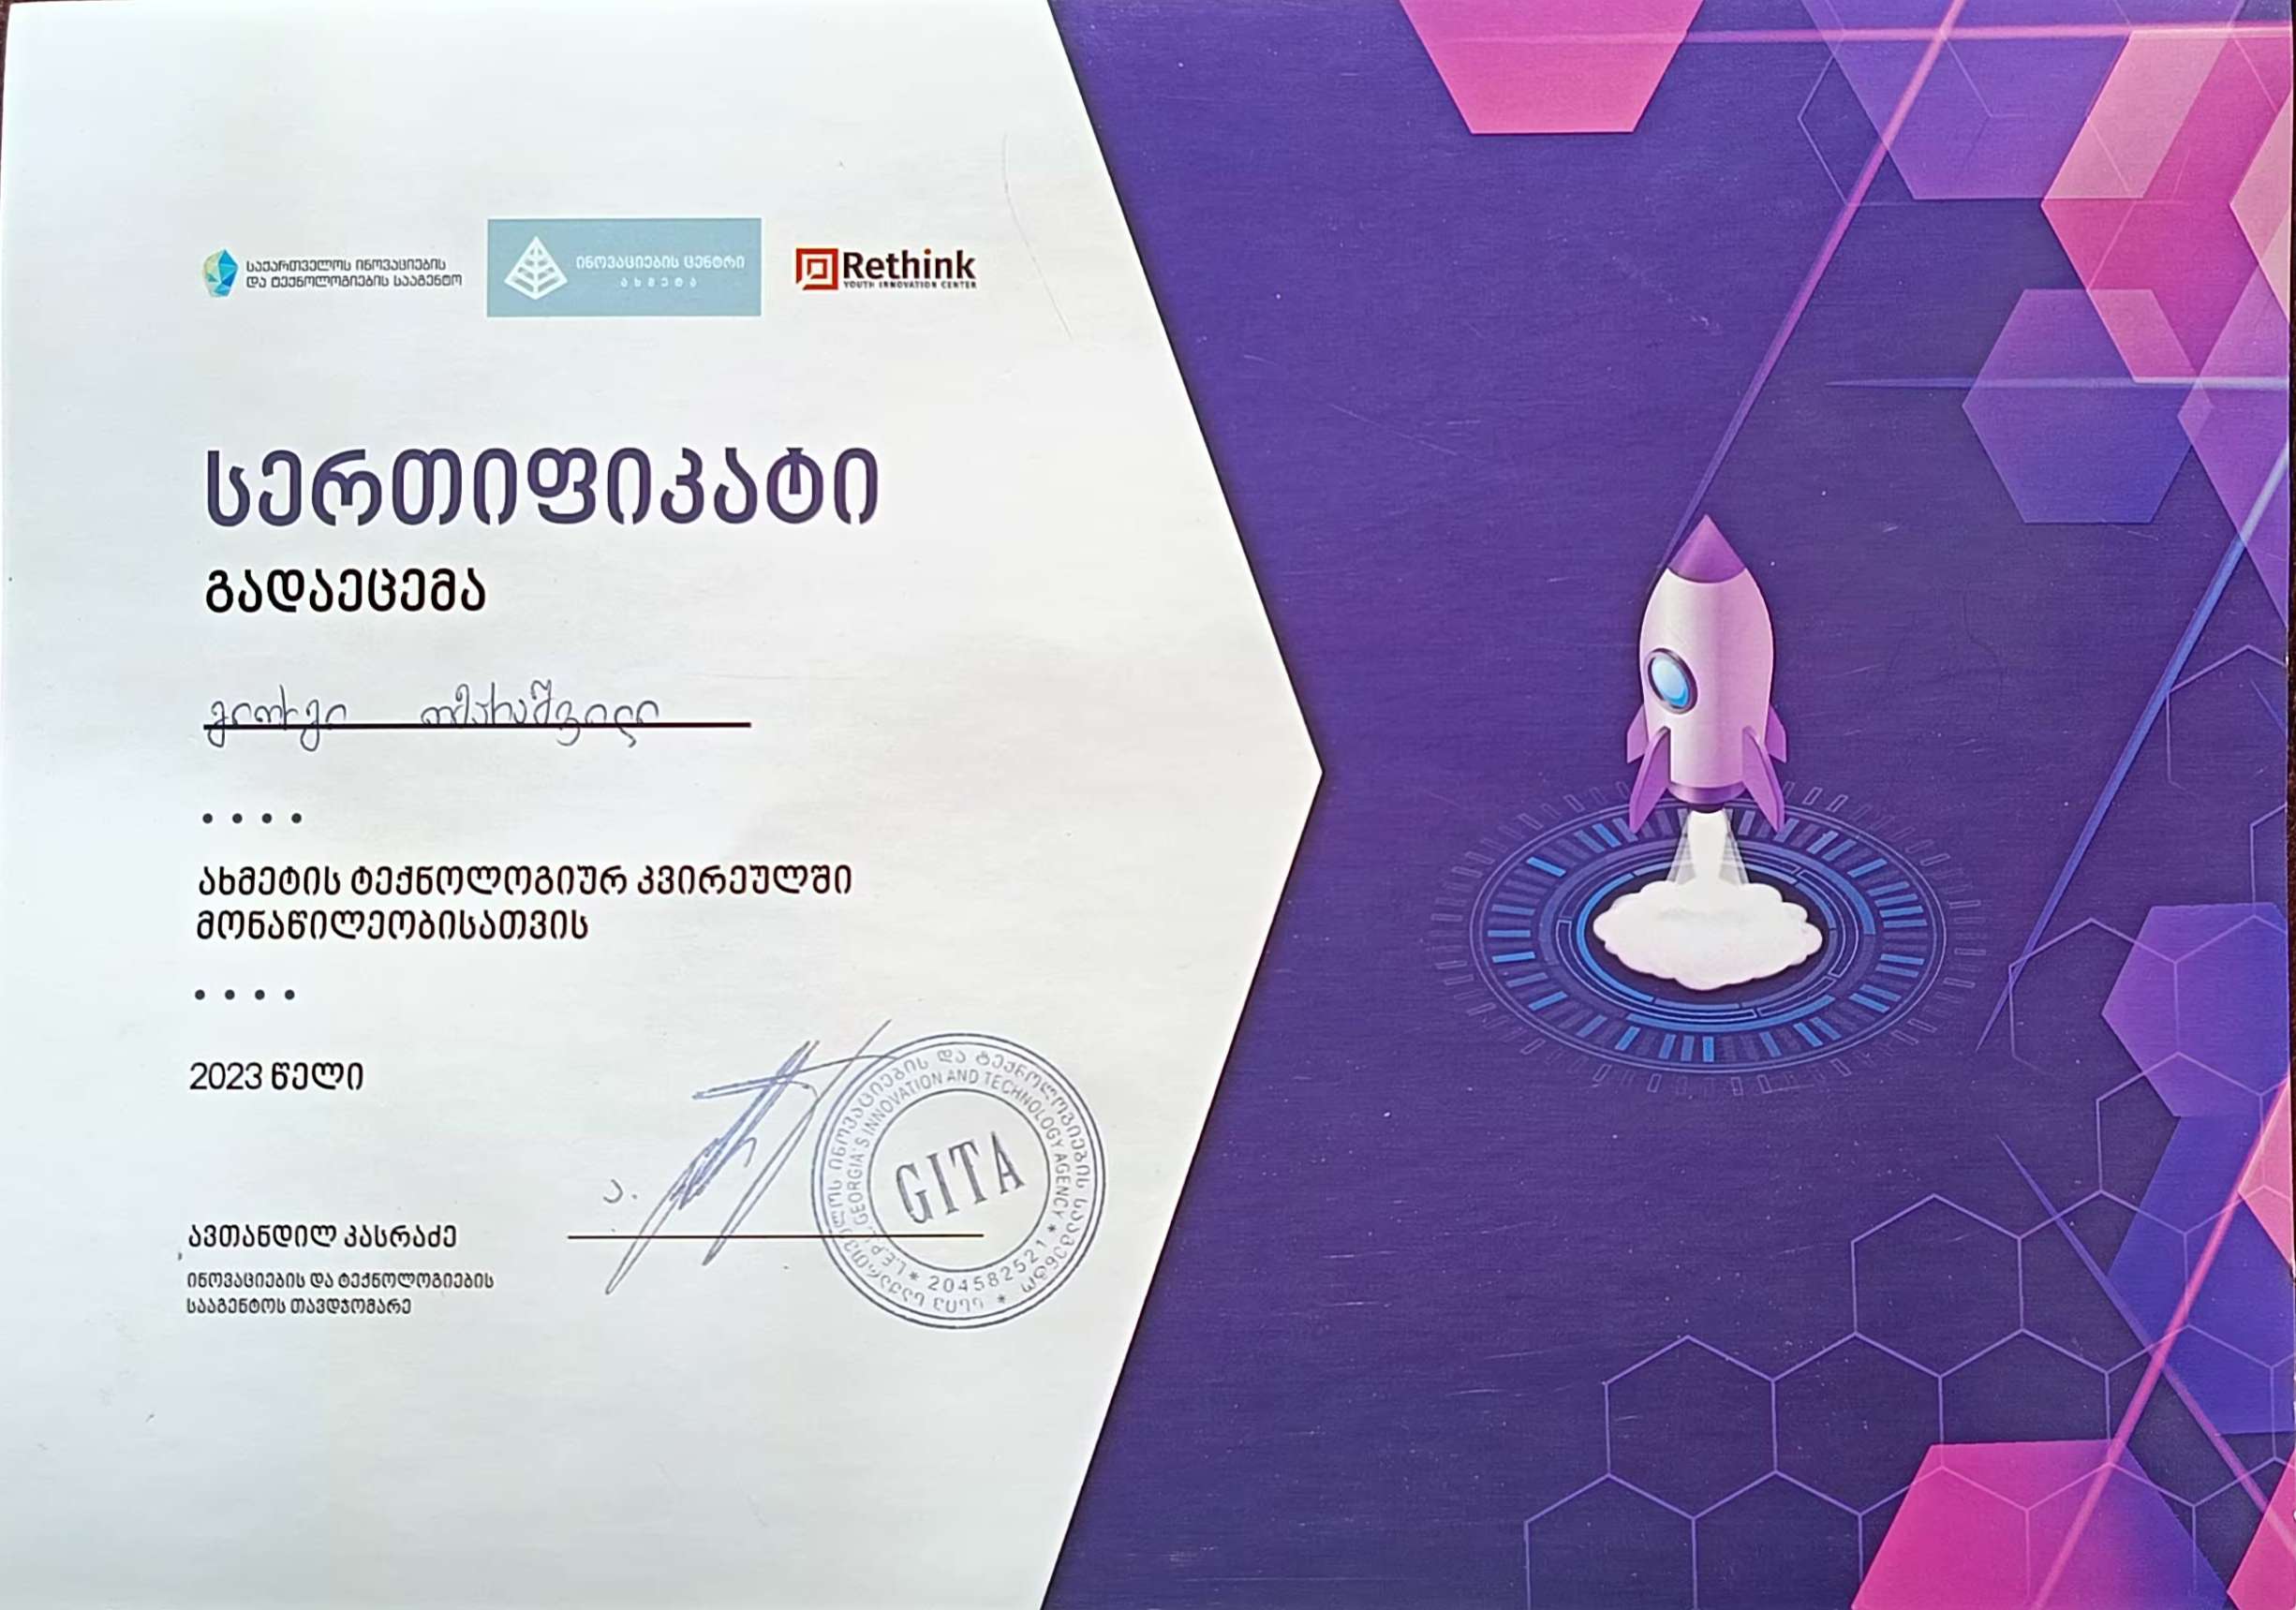 საქართველოს ინოვაციების
და ტექნოლოგიების სააგენტო
ინოვაციების ცენტრი
ახმეტა
Rethink
YOUTH INNOVATION CENTER
სერთიფიკატი
გადაეცემა
გიორგი
ახმეტის ტექნოლოგიურ კვირეულში
მონაწილეობისათვის
2023 წელი
ა.
ავთანდილ კასრაძე
ინოვაციების და ტექნოლოგიების
სააგენტოს თავდჯომარე
საქართველოს ინოვაციების და ტექნოლოგიების სააგენტო
L.E.P.L. GEORGIA'S INNOVATION AND TECHNOLOGY AGENCY
* 204582521 *
GITA